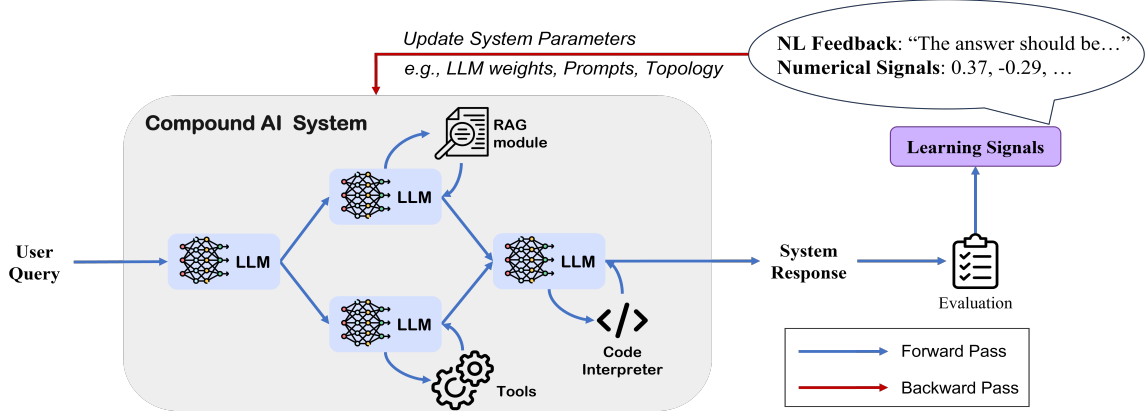 Update System Parameters
e.g., LLM weights, Prompts, Topology
NL Feedback: “The answer should be…”
Numerical Signals: 0.37, -0.29, …
Compound AI System
RAG
module
Learning Signals
LLM
User
Query
LLM
LLM
System
Response
LLM
Evaluation
Code
Interpreter
Tools
Forward Pass
Backward Pass